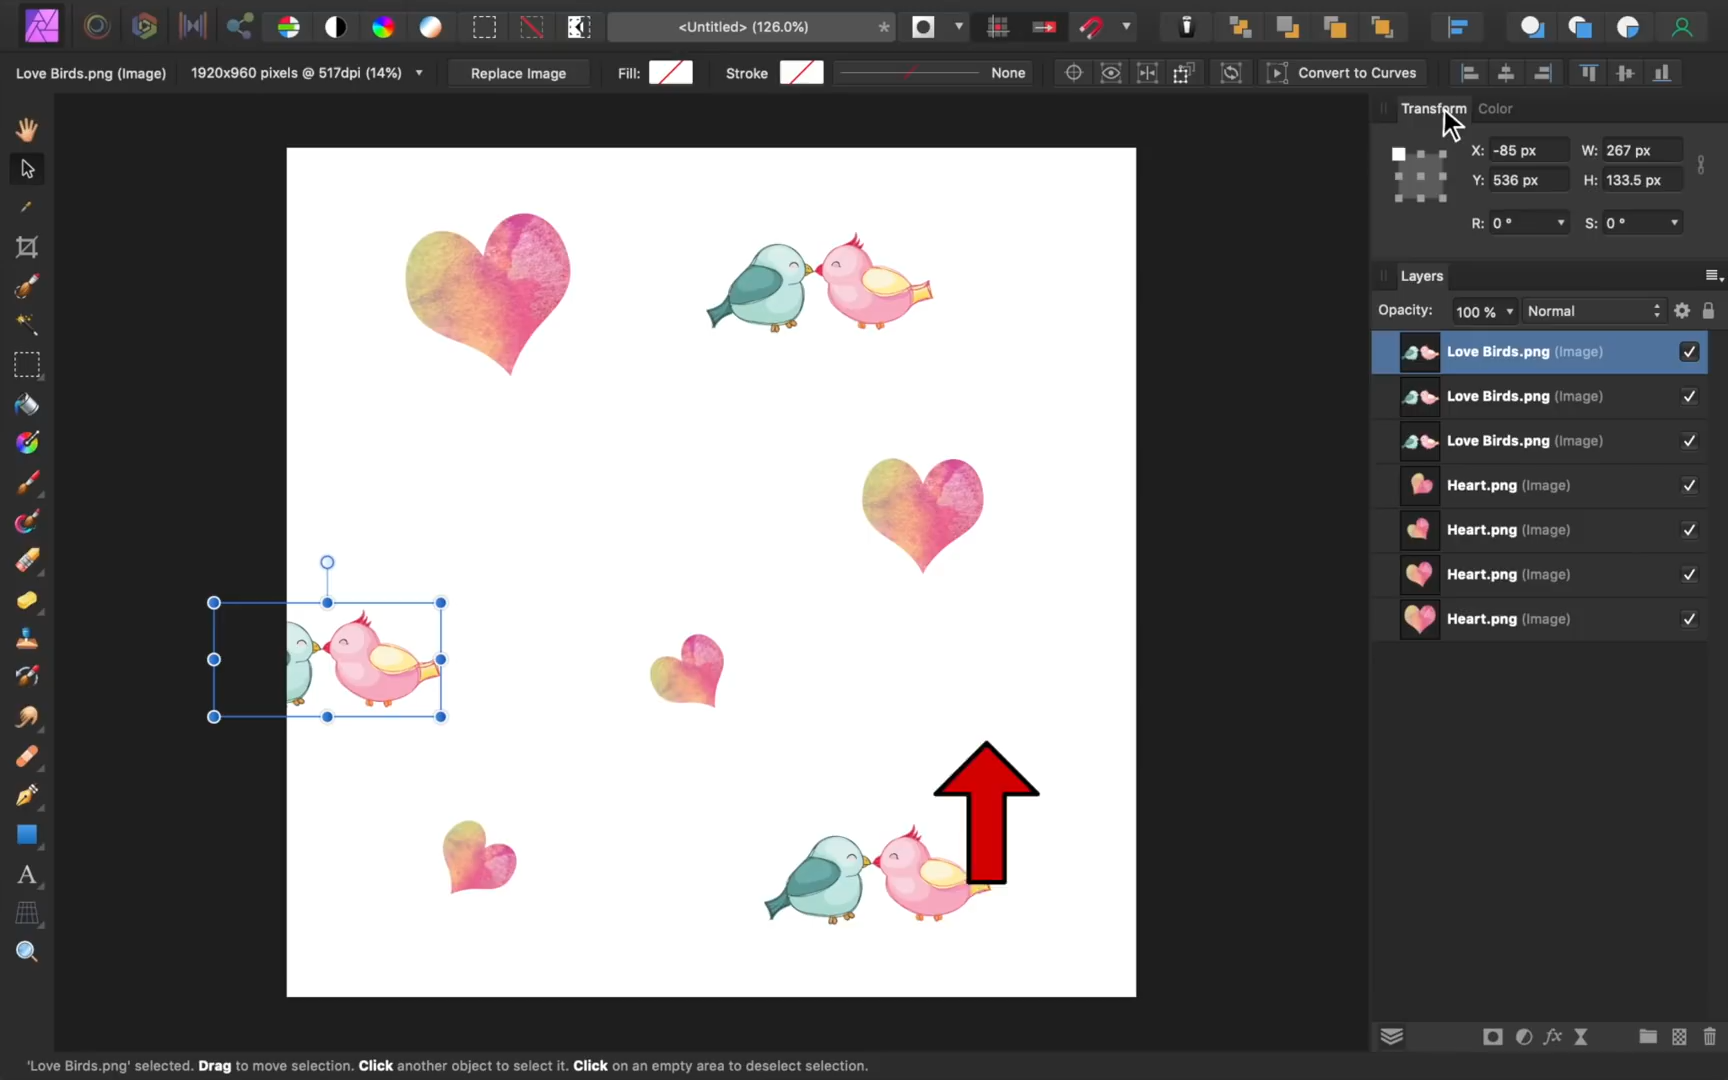 <Untitled> (126.0%)
*
Love Birds.png (Image)
1920x960 pixels @ 517dpi (14%)
Replace Image
Fill:
Stroke
None
Convert to Curves
Transform
Color
X: -85 px
W: 267 px
Y: 536 px
H: 133.5 px
R: 0 °
S: 0 °
Layers
Opacity: 100 %
Normal
Love Birds.png (Image)
Love Birds.png (Image)
Love Birds.png (Image)
Heart.png (Image)
Heart.png (Image)
Heart.png (Image)
Heart.png (Image)
A
fx
'Love Birds.png' selected. Drag to move selection. Click another object to select it. Click on an empty area to deselect selection.